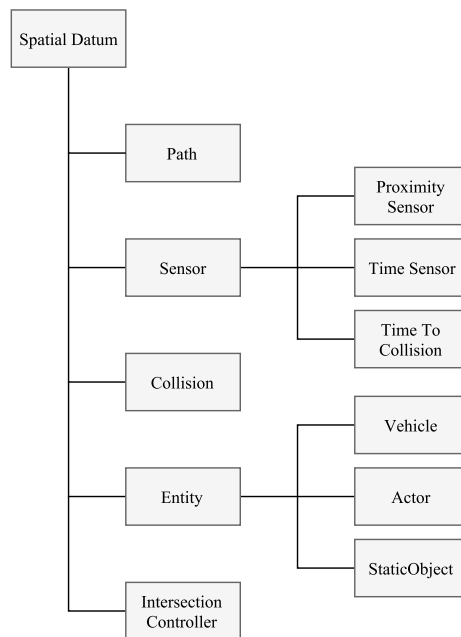 Spatial Datum
Path
Sensor
Proximity
Sensor
Time Sensor
Time To
Collision
Collision
Entity
Vehicle
Actor
StaticObject
Intersection
Controller